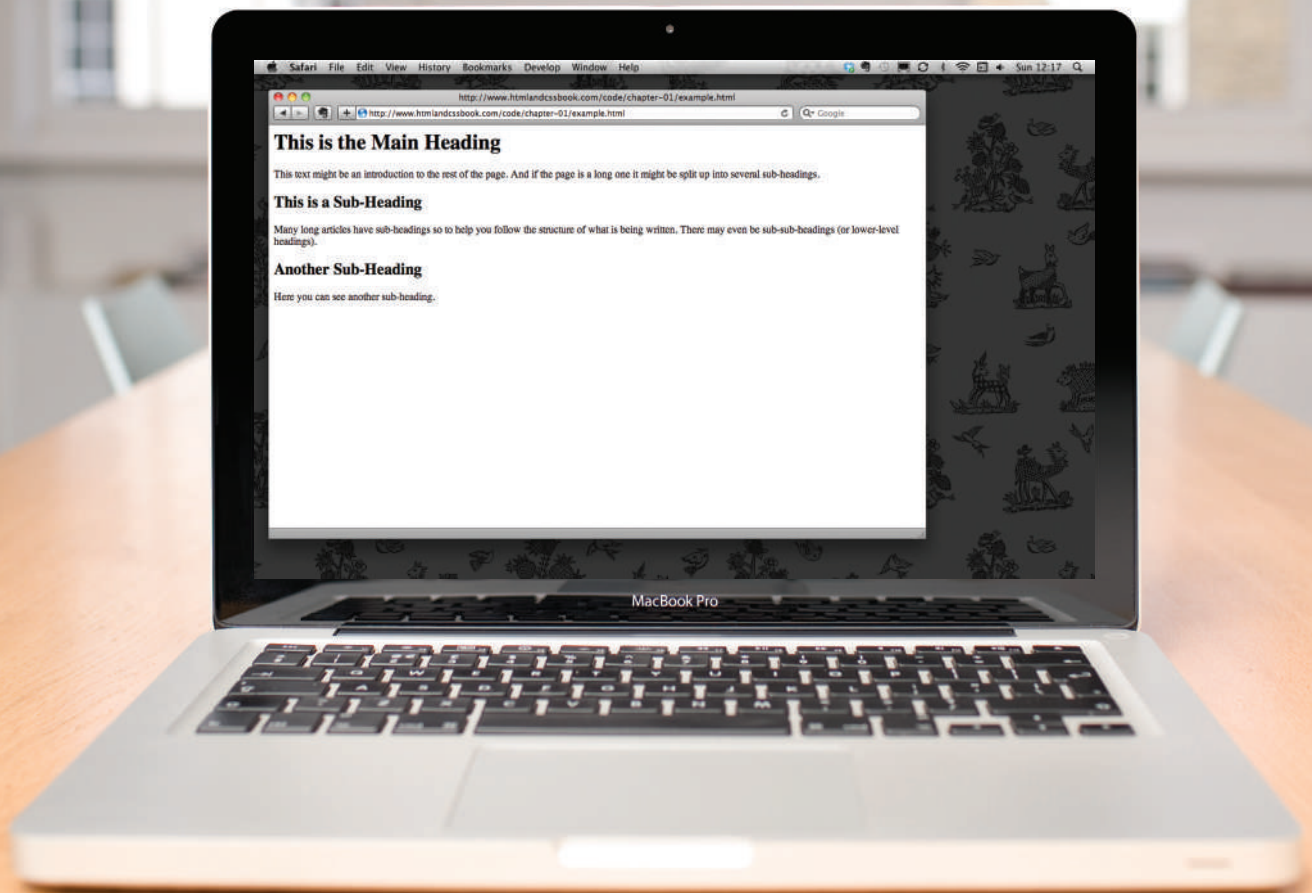 Safari File Edit View History Bookmarks Develop Window Help Sun 12:17
http://www.htmlandcssbook.com/code/chapter-01/example.html
http://www.htmlandcssbook.com/code/chapter-01/example.html Google
This is the Main Heading
This text might be an introduction to the rest of the page. And if the page is a long one it might be split up into several sub-headings.
This is a Sub-Heading
Many long articles have sub-headings so to help you follow the structure of what is being written. There may even be sub-sub-headings (or lower-level
headings).
Another Sub-Heading
Here you can see another sub-heading.
MacBook Pro